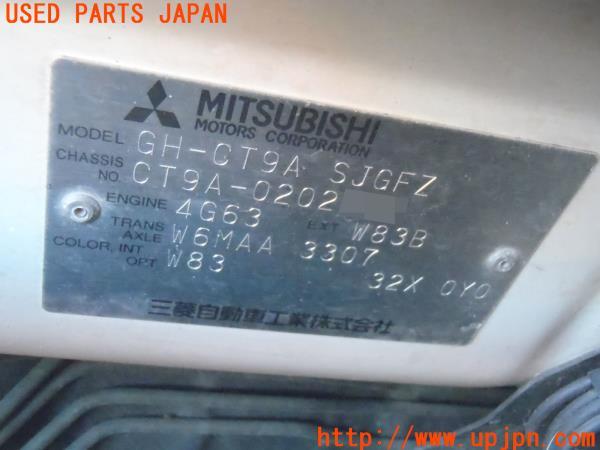 USED PARTS JAPAN
MITSUBISHI
MOTORS CORPORATION
MODEL GH-CT9A SJGFZ
CHASSIS NO. CT9A-0202
ENGINE 4G63 EXT W83B
TRANS AXLE W6MAA 3307
COLOR, INT OPT W83 32X 0Y0
三菱自動車工業株式会社
http://www.upjpn.com